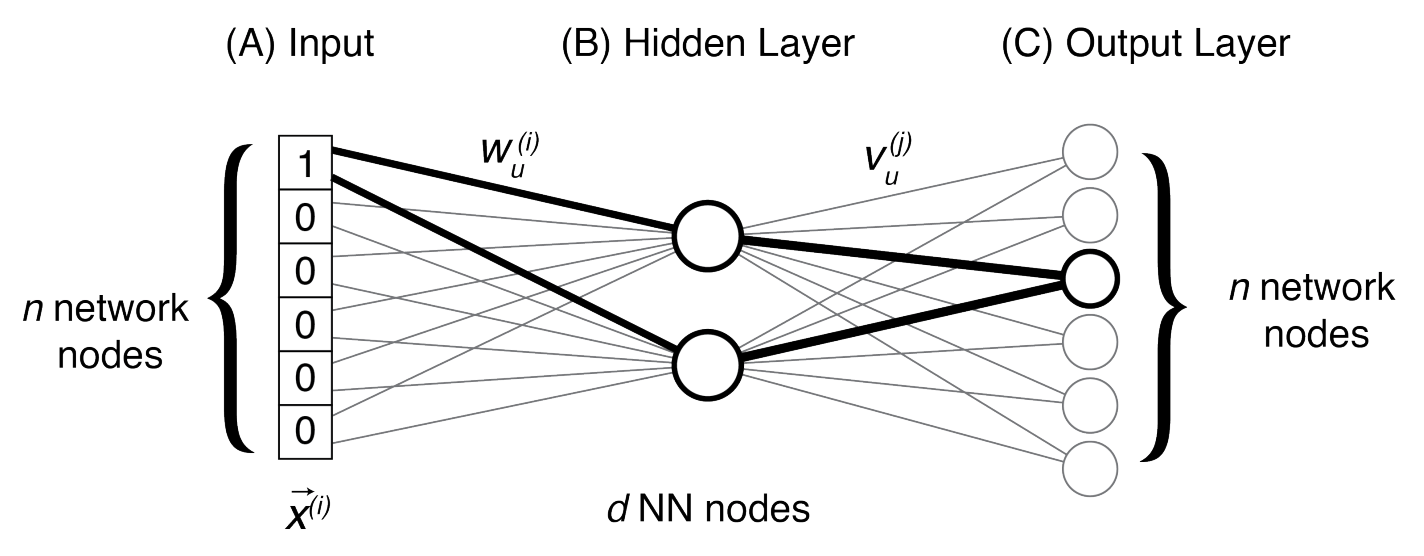 (A) Input
(B) Hidden Layer
(C) Output Layer
w_u^(i)
v_u^(j)
1
0
0
0
0
0
n network
nodes
n network
nodes
x⃗^(i)
d NN nodes